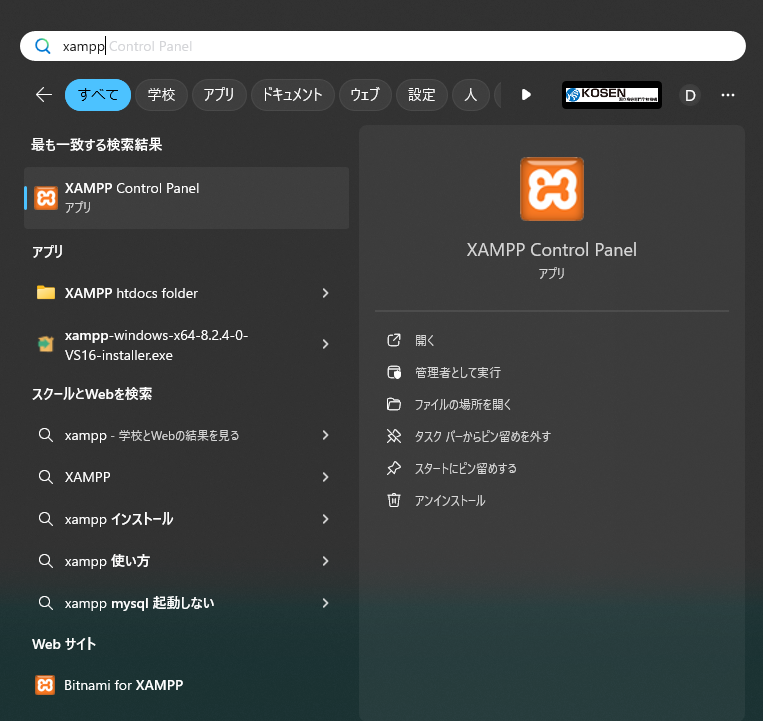 xampp Control Panel
すべて 学校 アプリ ドキュメント ウェブ 設定 人 KOSEN D
最も一致する検索結果
XAMPP Control Panel
アプリ
アプリ
XAMPP htdocs folder
xampp-windows-x64-8.2.4-0-
VS16-installer.exe
スクールとWebを検索
xampp - 学校とWebの結果を見る
XAMPP
xampp インストール
xampp 使い方
xampp mysql 起動しない
Web サイト
Bitnami for XAMPP
XAMPP Control Panel
アプリ
開く
管理者として実行
ファイルの場所を開く
タスク バーからピン留めを外す
スタートにピン留めする
アンインストール